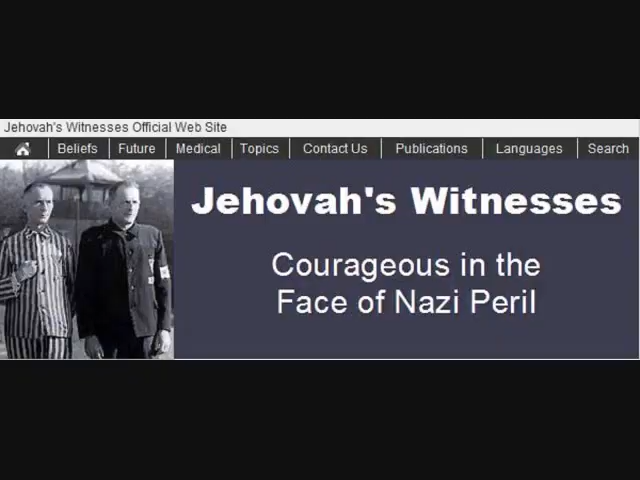 Jehovah's Witnesses Official Web Site
Beliefs Future Medical Topics Contact Us Publications Languages Search
Jehovah's Witnesses
Courageous in the
Face of Nazi Peril